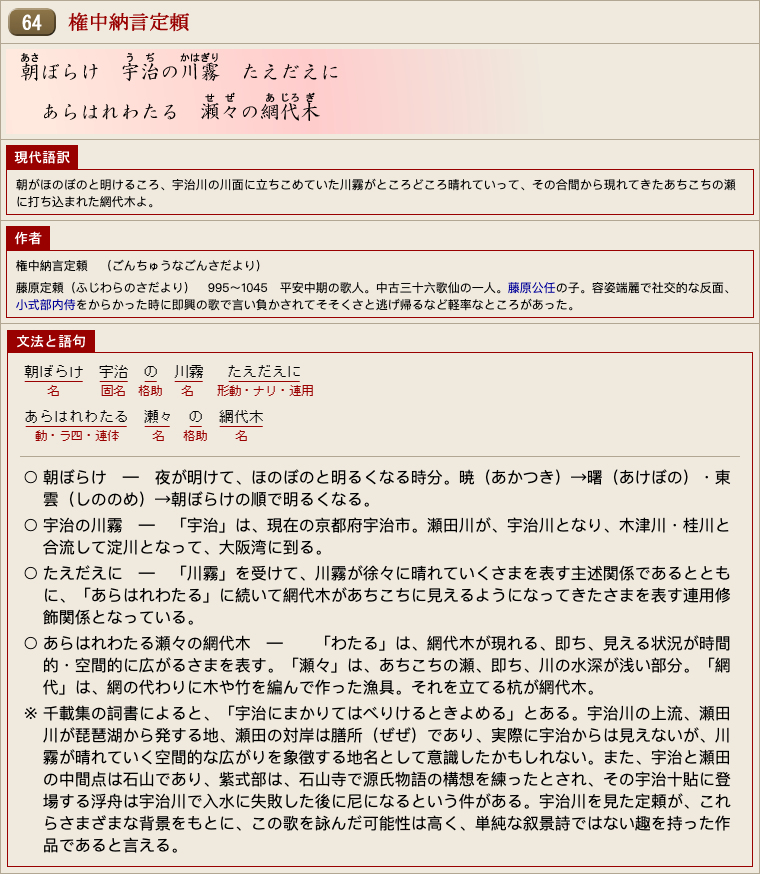 64 権中納言定頼
朝ぼらけ　宇治の川霧　たえだえに
あらはれわたる　瀬々の網代木
現代語訳
朝がほのぼのと明けるころ、宇治川の川面に立ちこめていた川霧がところどころ晴れていって、その合間から現れてきたあちこちの瀬
に打ち込まれた網代木よ。
作者
権中納言定頼　（ごんちゅうなごんさだより）
藤原定頼（ふじわらのさだより）　995～1045　平安中期の歌人。中古三十六歌仙の一人。藤原公任の子。容姿端麗で社交的な反面、
小式部内侍をからかった時に即興の歌で言い負かされてそそくさと逃げ帰るなど軽率なところがあった。
文法と語句
朝ぼらけ　宇治　の　川霧　たえだえに
名　固名　格助　名　形動・ナリ・連用
あらはれわたる　瀬々　の　網代木
動・ラ四・連体　名　格助　名
○ 朝ぼらけ　―　夜が明けて、ほのぼのと明るくなる時分。暁（あかつき）→曙（あけぼの）・東
雲（しののめ）→朝ぼらけの順で明るくなる。
○ 宇治の川霧　―　「宇治」は、現在の京都府宇治市。瀬田川が、宇治川となり、木津川・桂川と
合流して淀川となって、大阪湾に到る。
○ たえだえに　―　「川霧」を受けて、川霧が徐々に晴れていくさまを表す主述関係であるととも
に、「あらはれわたる」に続いて網代木があちこちに見えるようになってきたさまを表す連用修
飾関係となっている。
○ あらはれわたる瀬々の網代木　―　　「わたる」は、網代木が現れる、即ち、見える状況が時間
的・空間的に広がるさまを表す。「瀬々」は、あちこちの瀬、即ち、川の水深が浅い部分。「網
代」は、網の代わりに木や竹を編んで作った漁具。それを立てる杭が網代木。
※ 千載集の詞書によると、「宇治にまかりてはべりけるときよめる」とある。宇治川の上流、瀬田
川が琵琶湖から発する地、瀬田の対岸は膳所（ぜぜ）であり、実際に宇治からは見えないが、川
霧が晴れていく空間的な広がりを象徴する地名として意識したかもしれない。また、宇治と瀬田
の中間点は石山であり、紫式部は、石山寺で源氏物語の構想を練ったとされ、その宇治十貼に登
場する浮舟は宇治川で入水に失敗した後に尼になるという件がある。宇治川を見た定頼が、これ
らさまざまな背景をもとに、この歌を詠んだ可能性は高く、単純な叙景詩ではない趣を持った作
品であると言える。